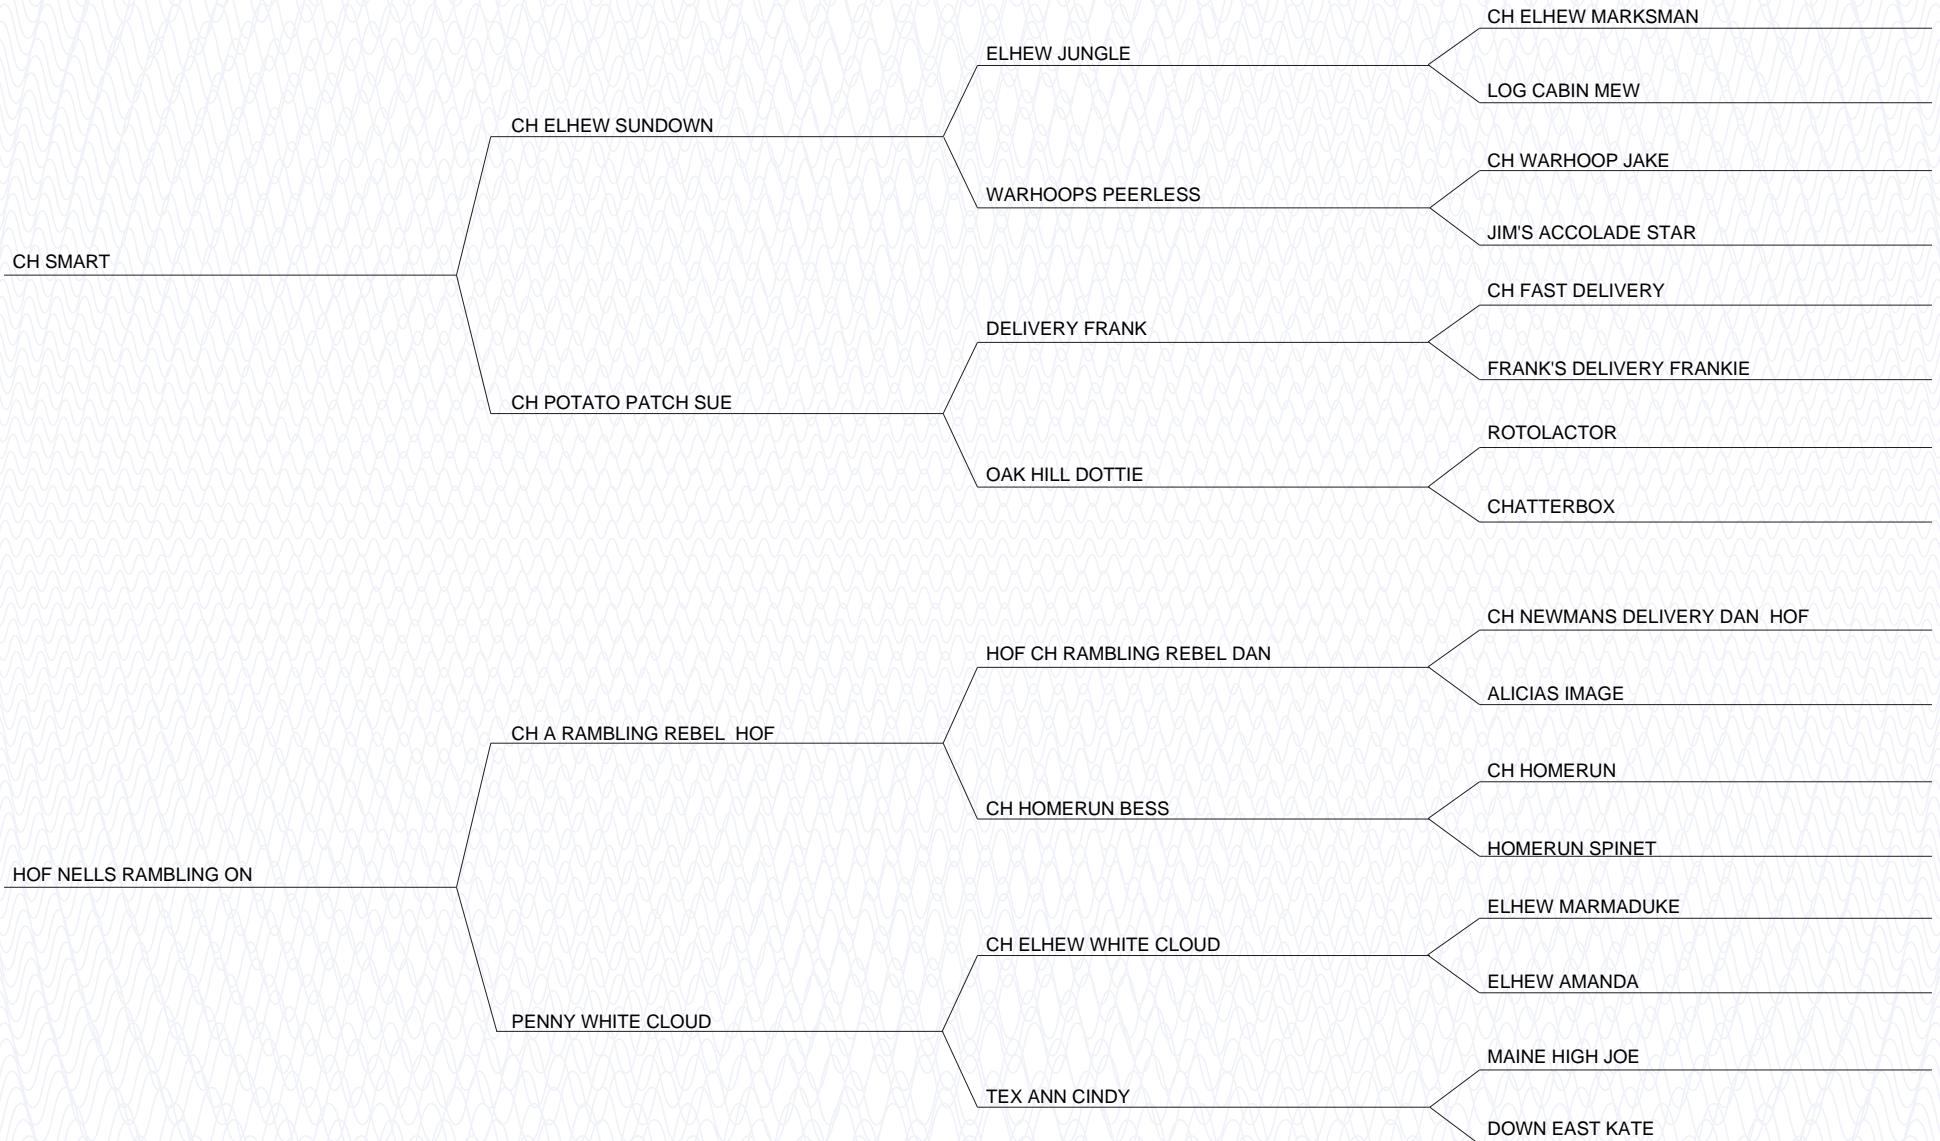 CH ELHEW MARKSMAN
ELHEW JUNGLE
LOG CABIN MEW
CH ELHEW SUNDOWN
CH WARHOOP JAKE
WARHOOPS PEERLESS
JIM'S ACCOLADE STAR
CH SMART
CH FAST DELIVERY
DELIVERY FRANK
FRANK'S DELIVERY FRANKIE
CH POTATO PATCH SUE
ROTOLACTOR
OAK HILL DOTTIE
CHATTERBOX
CH NEWMANS DELIVERY DAN  HOF
HOF CH RAMBLING REBEL DAN
ALICIAS IMAGE
CH A RAMBLING REBEL  HOF
CH HOMERUN
CH HOMERUN BESS
HOMERUN SPINET
HOF NELLS RAMBLING ON
ELHEW MARMADUKE
CH ELHEW WHITE CLOUD
ELHEW AMANDA
PENNY WHITE CLOUD
MAINE HIGH JOE
TEX ANN CINDY
DOWN EAST KATE